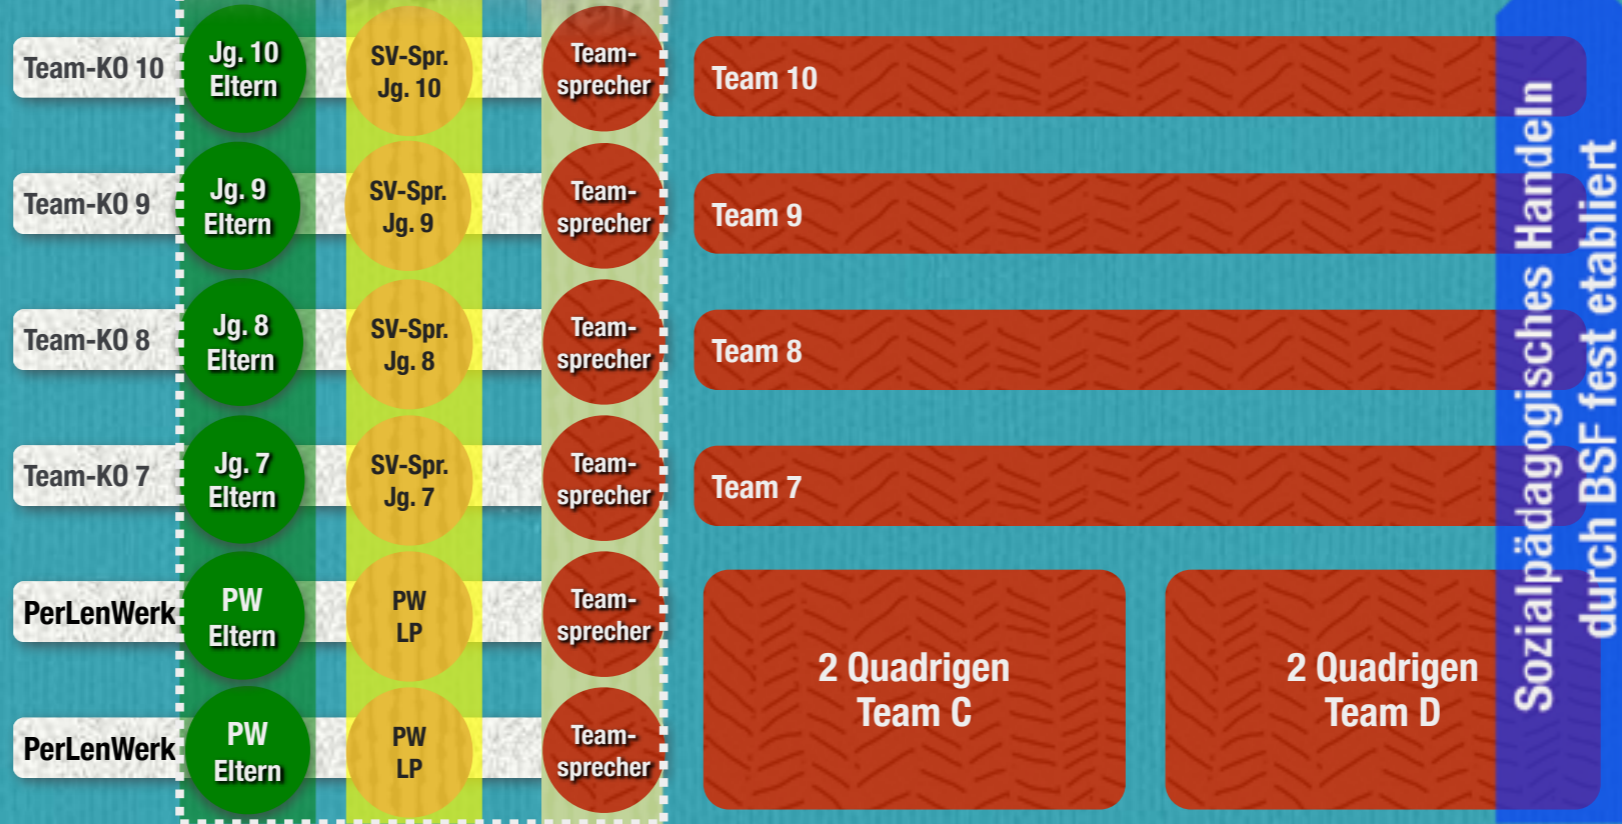 Team-KO 10
Jg. 10
Eltern
SV-Spr.
Jg. 10
Team-
sprecher
Team 10
Team-KO 9
Jg. 9
Eltern
SV-Spr.
Jg. 9
Team-
sprecher
Team 9
Team-KO 8
Jg. 8
Eltern
SV-Spr.
Jg. 8
Team-
sprecher
Team 8
Team-KO 7
Jg. 7
Eltern
SV-Spr.
Jg. 7
Team-
sprecher
Team 7
PerLenWerk
PW
Eltern
PW
LP
Team-
sprecher
PerLenWerk
PW
Eltern
PW
LP
Team-
sprecher
2 Quadrigen
Team C
2 Quadrigen
Team D
Sozialpädagogisches Handeln
durch BSF fest etabliert